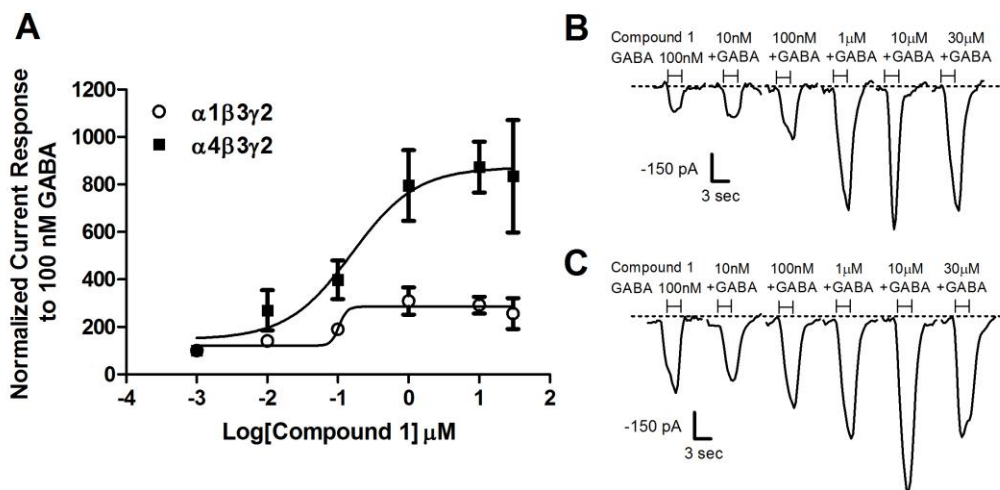 A
Normalized Current Response
to 100 nM GABA
1200
1000
800
600
400
200
0
α1β3γ2
α4β3γ2
-4
-3
-2
-1
0
1
2
Log[Compound 1] μM
B
Compound 1 10nM 100nM 1μM 10μM 30μM
GABA 100nM +GABA +GABA +GABA +GABA +GABA
-150 pA
3 sec
C
Compound 1 10nM 100nM 1μM 10μM 30μM
GABA 100nM +GABA +GABA +GABA +GABA +GABA
-150 pA
3 sec